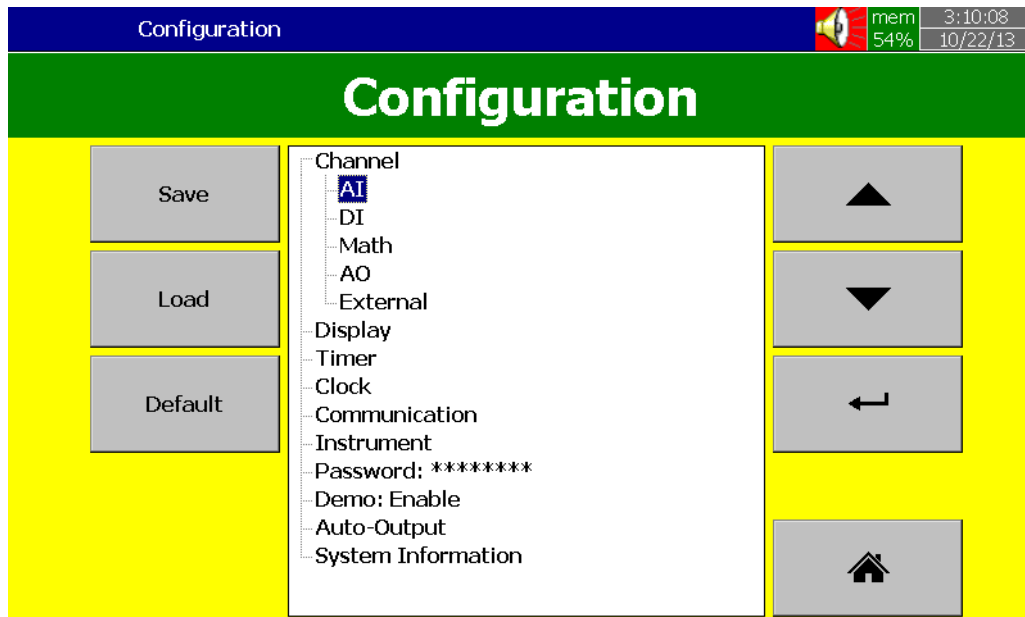 Configuration
mem 3:10:08
54% 10/22/13
Configuration
Save
Load
Default
Channel
AI
DI
Math
AO
External
Display
Timer
Clock
Communication
Instrument
Password: ********
Demo: Enable
Auto-Output
System Information